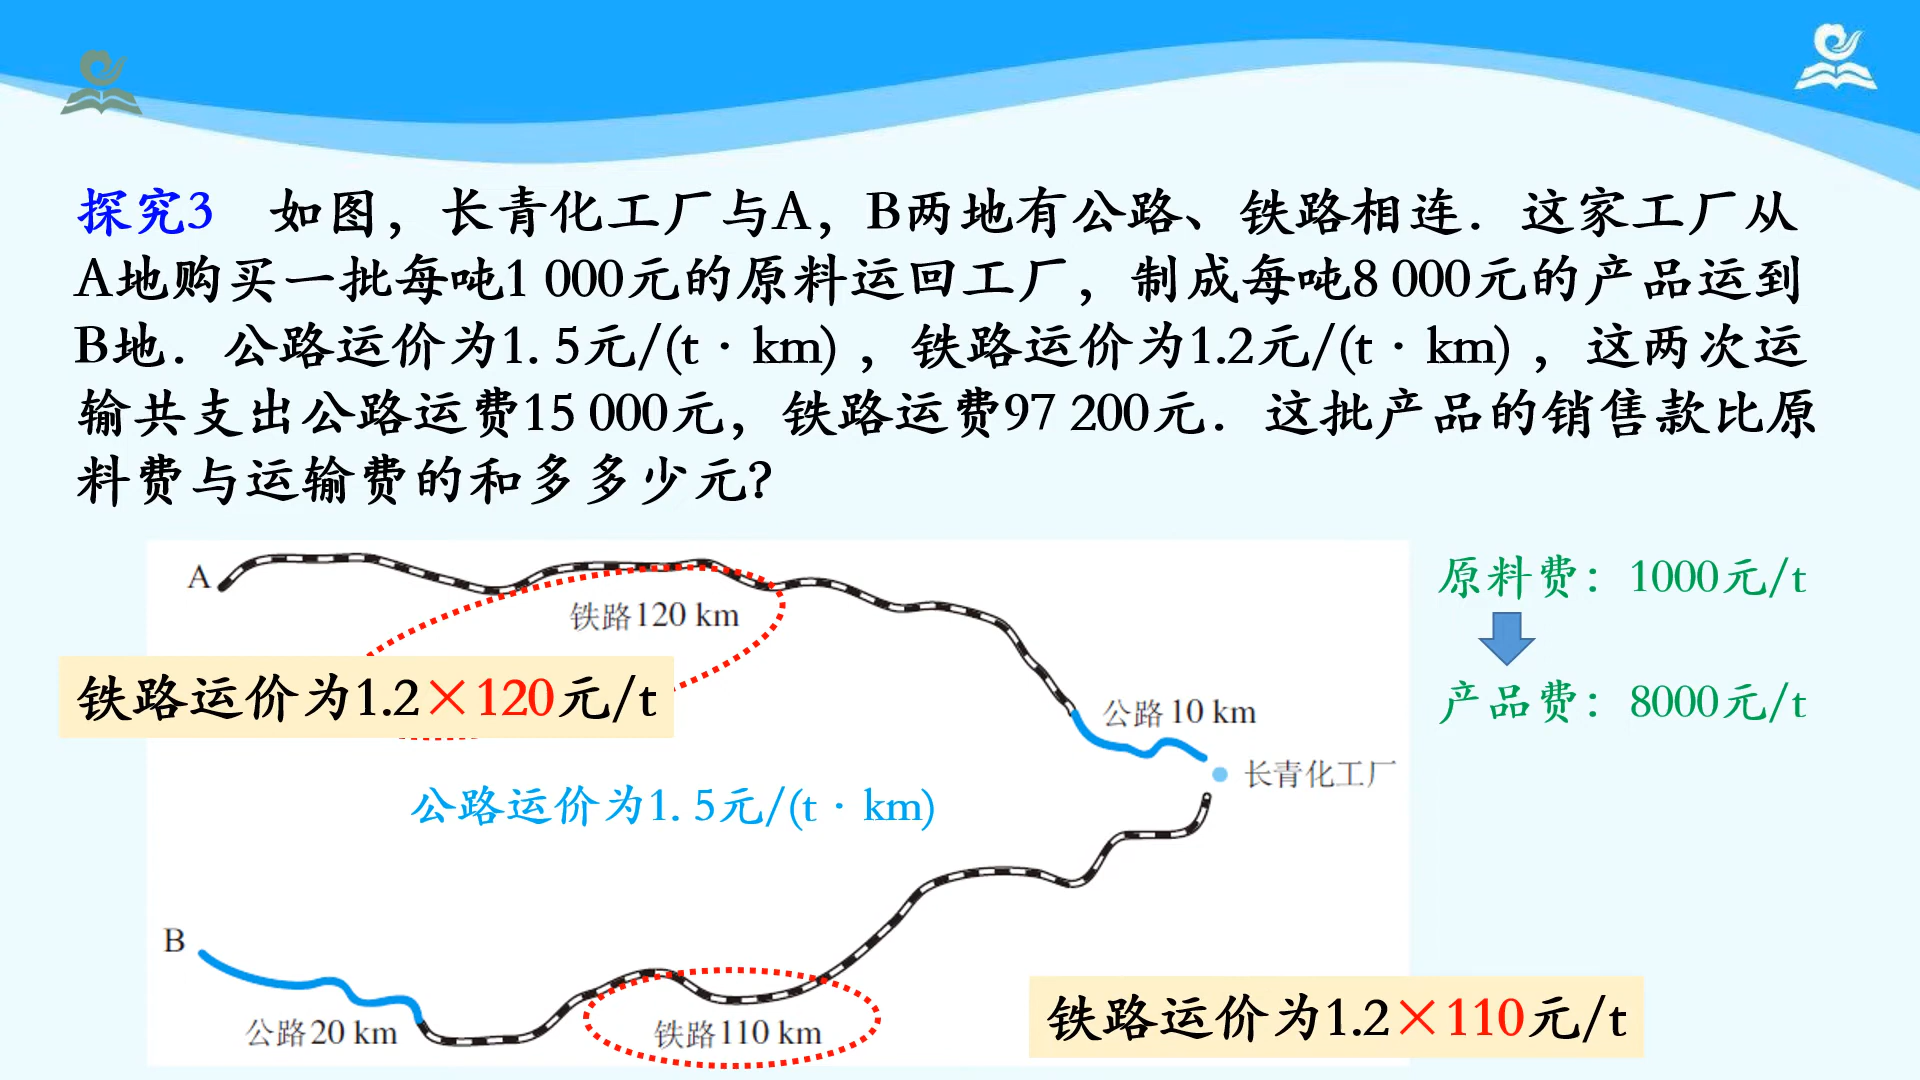 探究3 如图，长青化工厂与A，B两地有公路、铁路相连．这家工厂从
A地购买一批每吨1 000元的原料运回工厂，制成每吨8 000元的产品运到
B地．公路运价为1. 5元/(t · km)，铁路运价为1.2元/(t · km)，这两次运
输共支出公路运费15 000元，铁路运费97 200元．这批产品的销售款比原
料费与运输费的和多多少元?
A
原料费：1000元/t
铁路120 km
铁路运价为1.2×120元/t
产品费：8000元/t
公路10 km
长青化工厂
公路运价为1. 5元/(t · km)
B
公路20 km
铁路110 km
铁路运价为1.2×110元/t